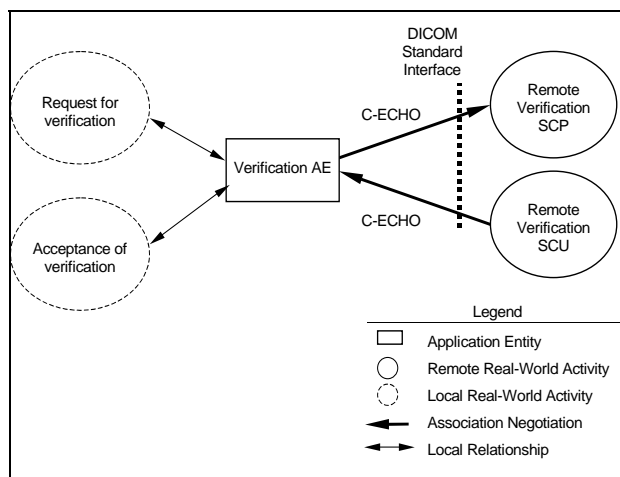 DICOM
Standard
Interface
Request for
verification
C-ECHO
Remote
Verification
SCP
Verification AE
Acceptance of
verification
C-ECHO
Remote
Verification
SCU
Legend
Application Entity
Remote Real-World Activity
Local Real-World Activity
Association Negotiation
Local Relationship